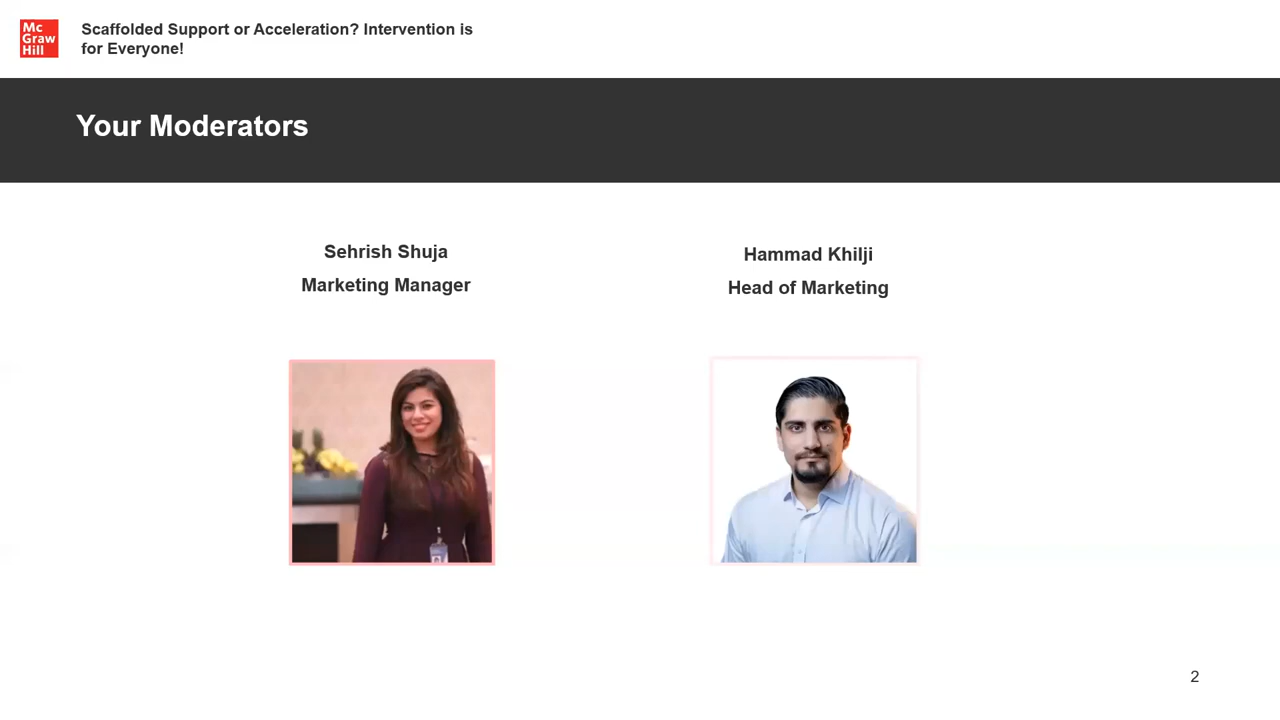 Mc
Graw
Hill
Scaffolded Support or Acceleration? Intervention is
for Everyone!
Your Moderators
Sehrish Shuja
Marketing Manager
Hammad Khilji
Head of Marketing
2